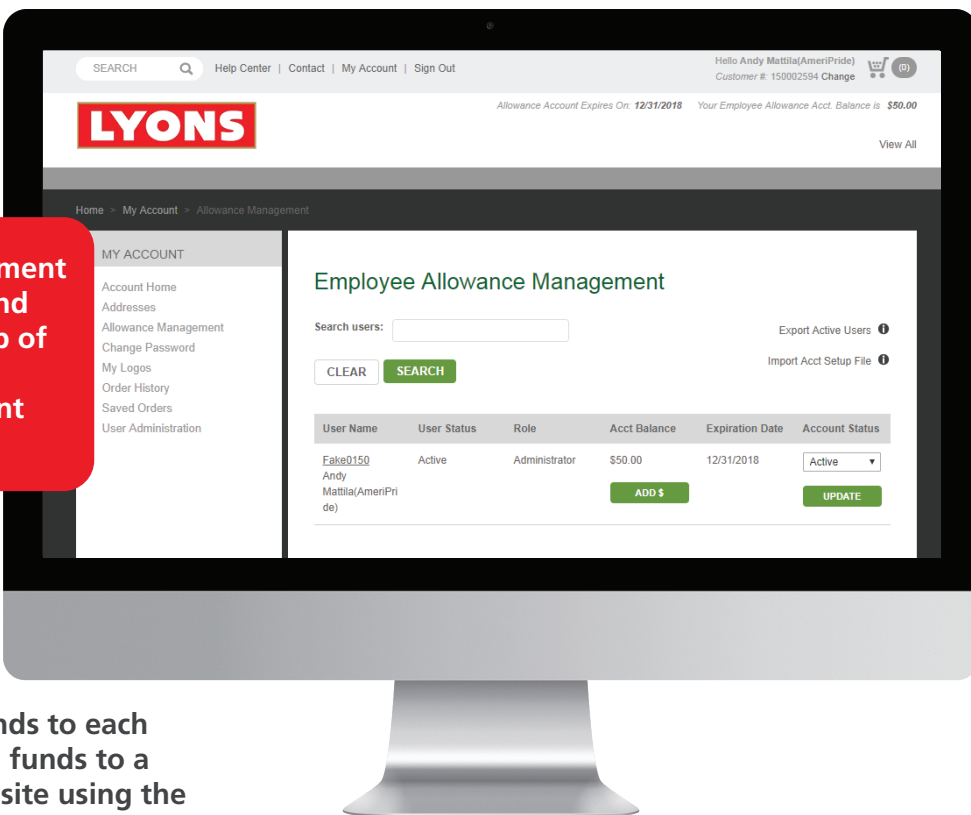 SEARCH Help Center | Contact | My Account | Sign Out
Hello Andy Mattila(AmeriPride)
Customer #: 150002594 Change
(0)
LYONS
Allowance Account Expires On: 12/31/2018 Your Employee Allowance Acct. Balance is $50.00
View All
Home > My Account > Allowance Management
MY ACCOUNT
Account Home
Addresses
Allowance Management
Change Password
My Logos
Order History
Saved Orders
User Administration
Employee Allowance Management
Search users:
Export Active Users
CLEAR SEARCH
Import Acct Setup File
User Name User Status Role Acct Balance Expiration Date Account Status
Fake0150 Active Administrator $50.00 12/31/2018 Active
Andy
Mattila(AmeriPri
de)
ADD $ UPDATE
of
nds to each
funds to a
site using the